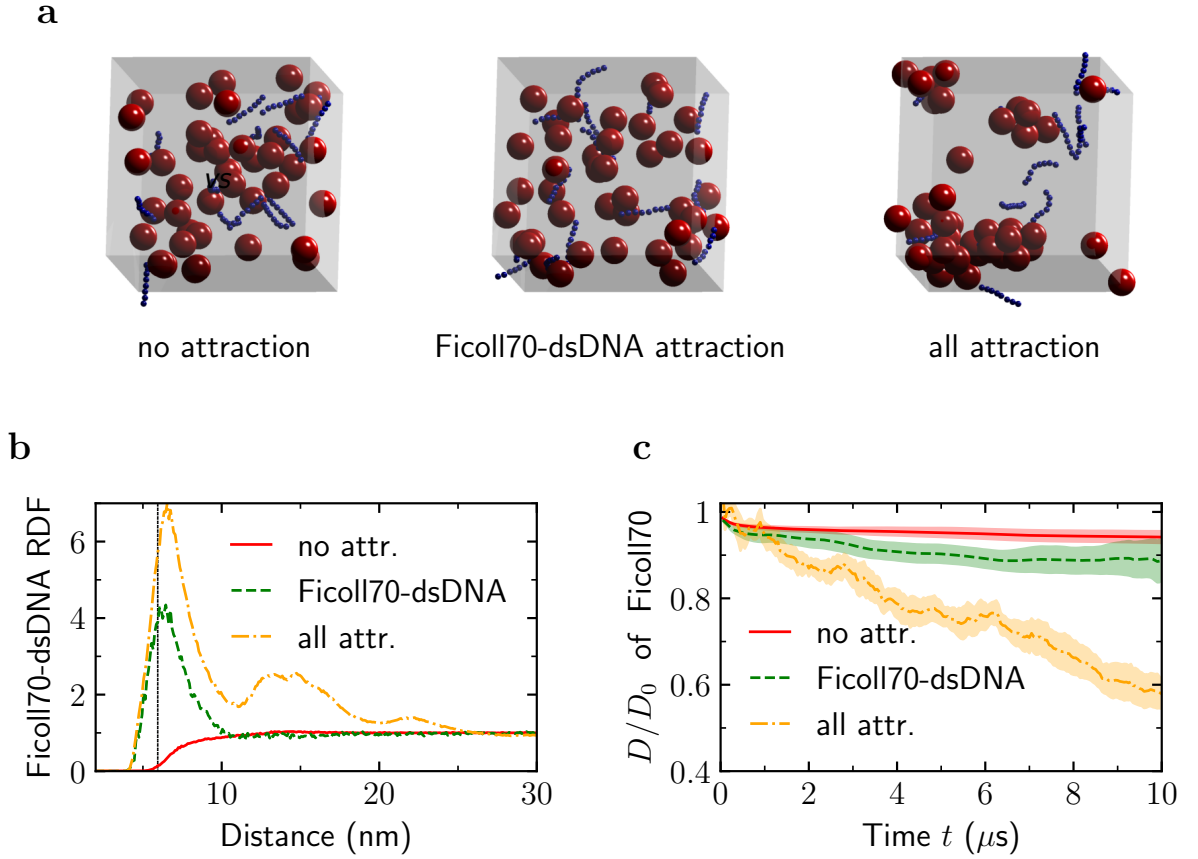 a
vs
no attraction
Ficoll70-dsDNA attraction
all attraction
b
Ficoll70-dsDNA RDF
6
4
2
0
10
20
30
Distance (nm)
no attr.
Ficoll70-dsDNA
all attr.
c
D/D₀ of Ficoll70
1
0.8
0.6
0.4
0
2
4
6
8
10
Time t (μs)
no attr.
Ficoll70-dsDNA
all attr.